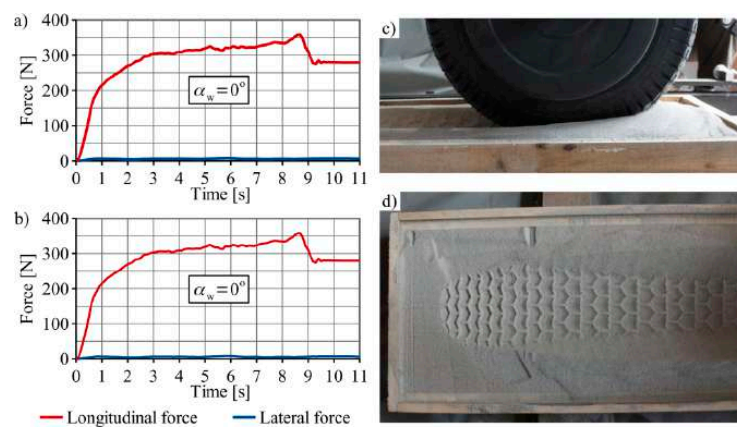 a)
400
300
200
100
0
Force [N]
α_w = 0°
0 1 2 3 4 5 6 7 8 9 10 11
Time [s]
b)
400
300
200
100
0
Force [N]
α_w = 0°
0 1 2 3 4 5 6 7 8 9 10 11
Time [s]
Longitudinal force Lateral force
c)
d)